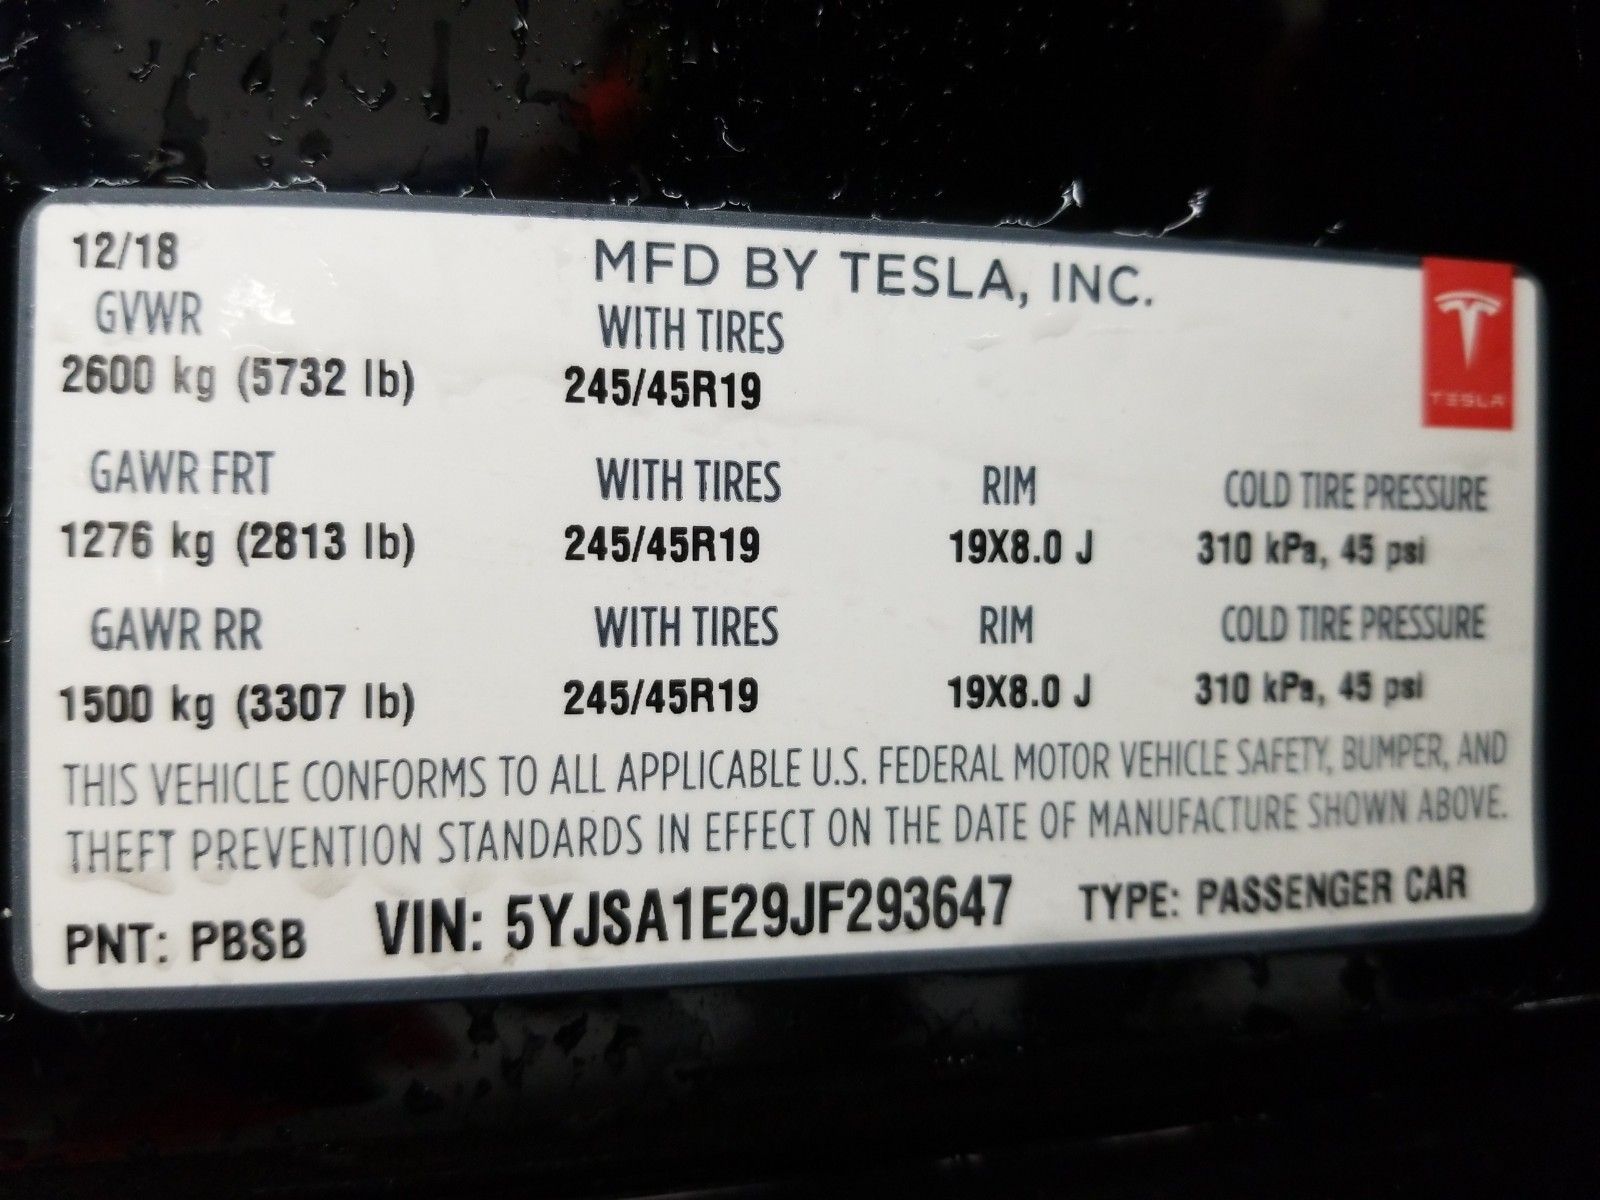 12/18 MFD BY TESLA, INC.
GVWR WITH TIRES
2600 kg (5732 lb) 245/45R19
TESLA
GAWR FRT WITH TIRES RIM COLD TIRE PRESSURE
1276 kg (2813 lb) 245/45R19 19X8.0 J 310 kPa, 45 psi
GAWR RR WITH TIRES RIM COLD TIRE PRESSURE
1500 kg (3307 lb) 245/45R19 19X8.0 J 310 kPa, 45 psi
THIS VEHICLE CONFORMS TO ALL APPLICABLE U.S. FEDERAL MOTOR VEHICLE SAFETY, BUMPER, AND
THEFT PREVENTION STANDARDS IN EFFECT ON THE DATE OF MANUFACTURE SHOWN ABOVE.
PNT: PBSB VIN: 5YJSA1E29JF293647 TYPE: PASSENGER CAR